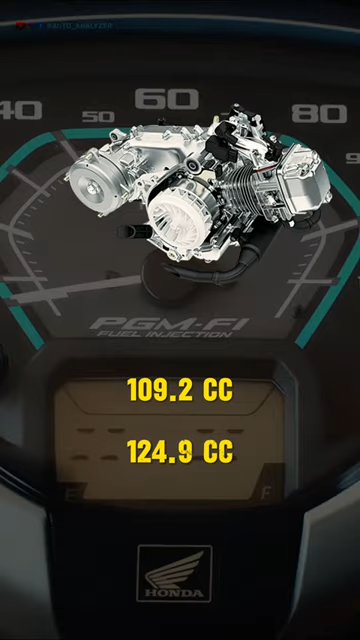 40 50 60 80
PGM-FI
FUEL INJECTION
109.2 CC
124.9 CC
E F
HONDA